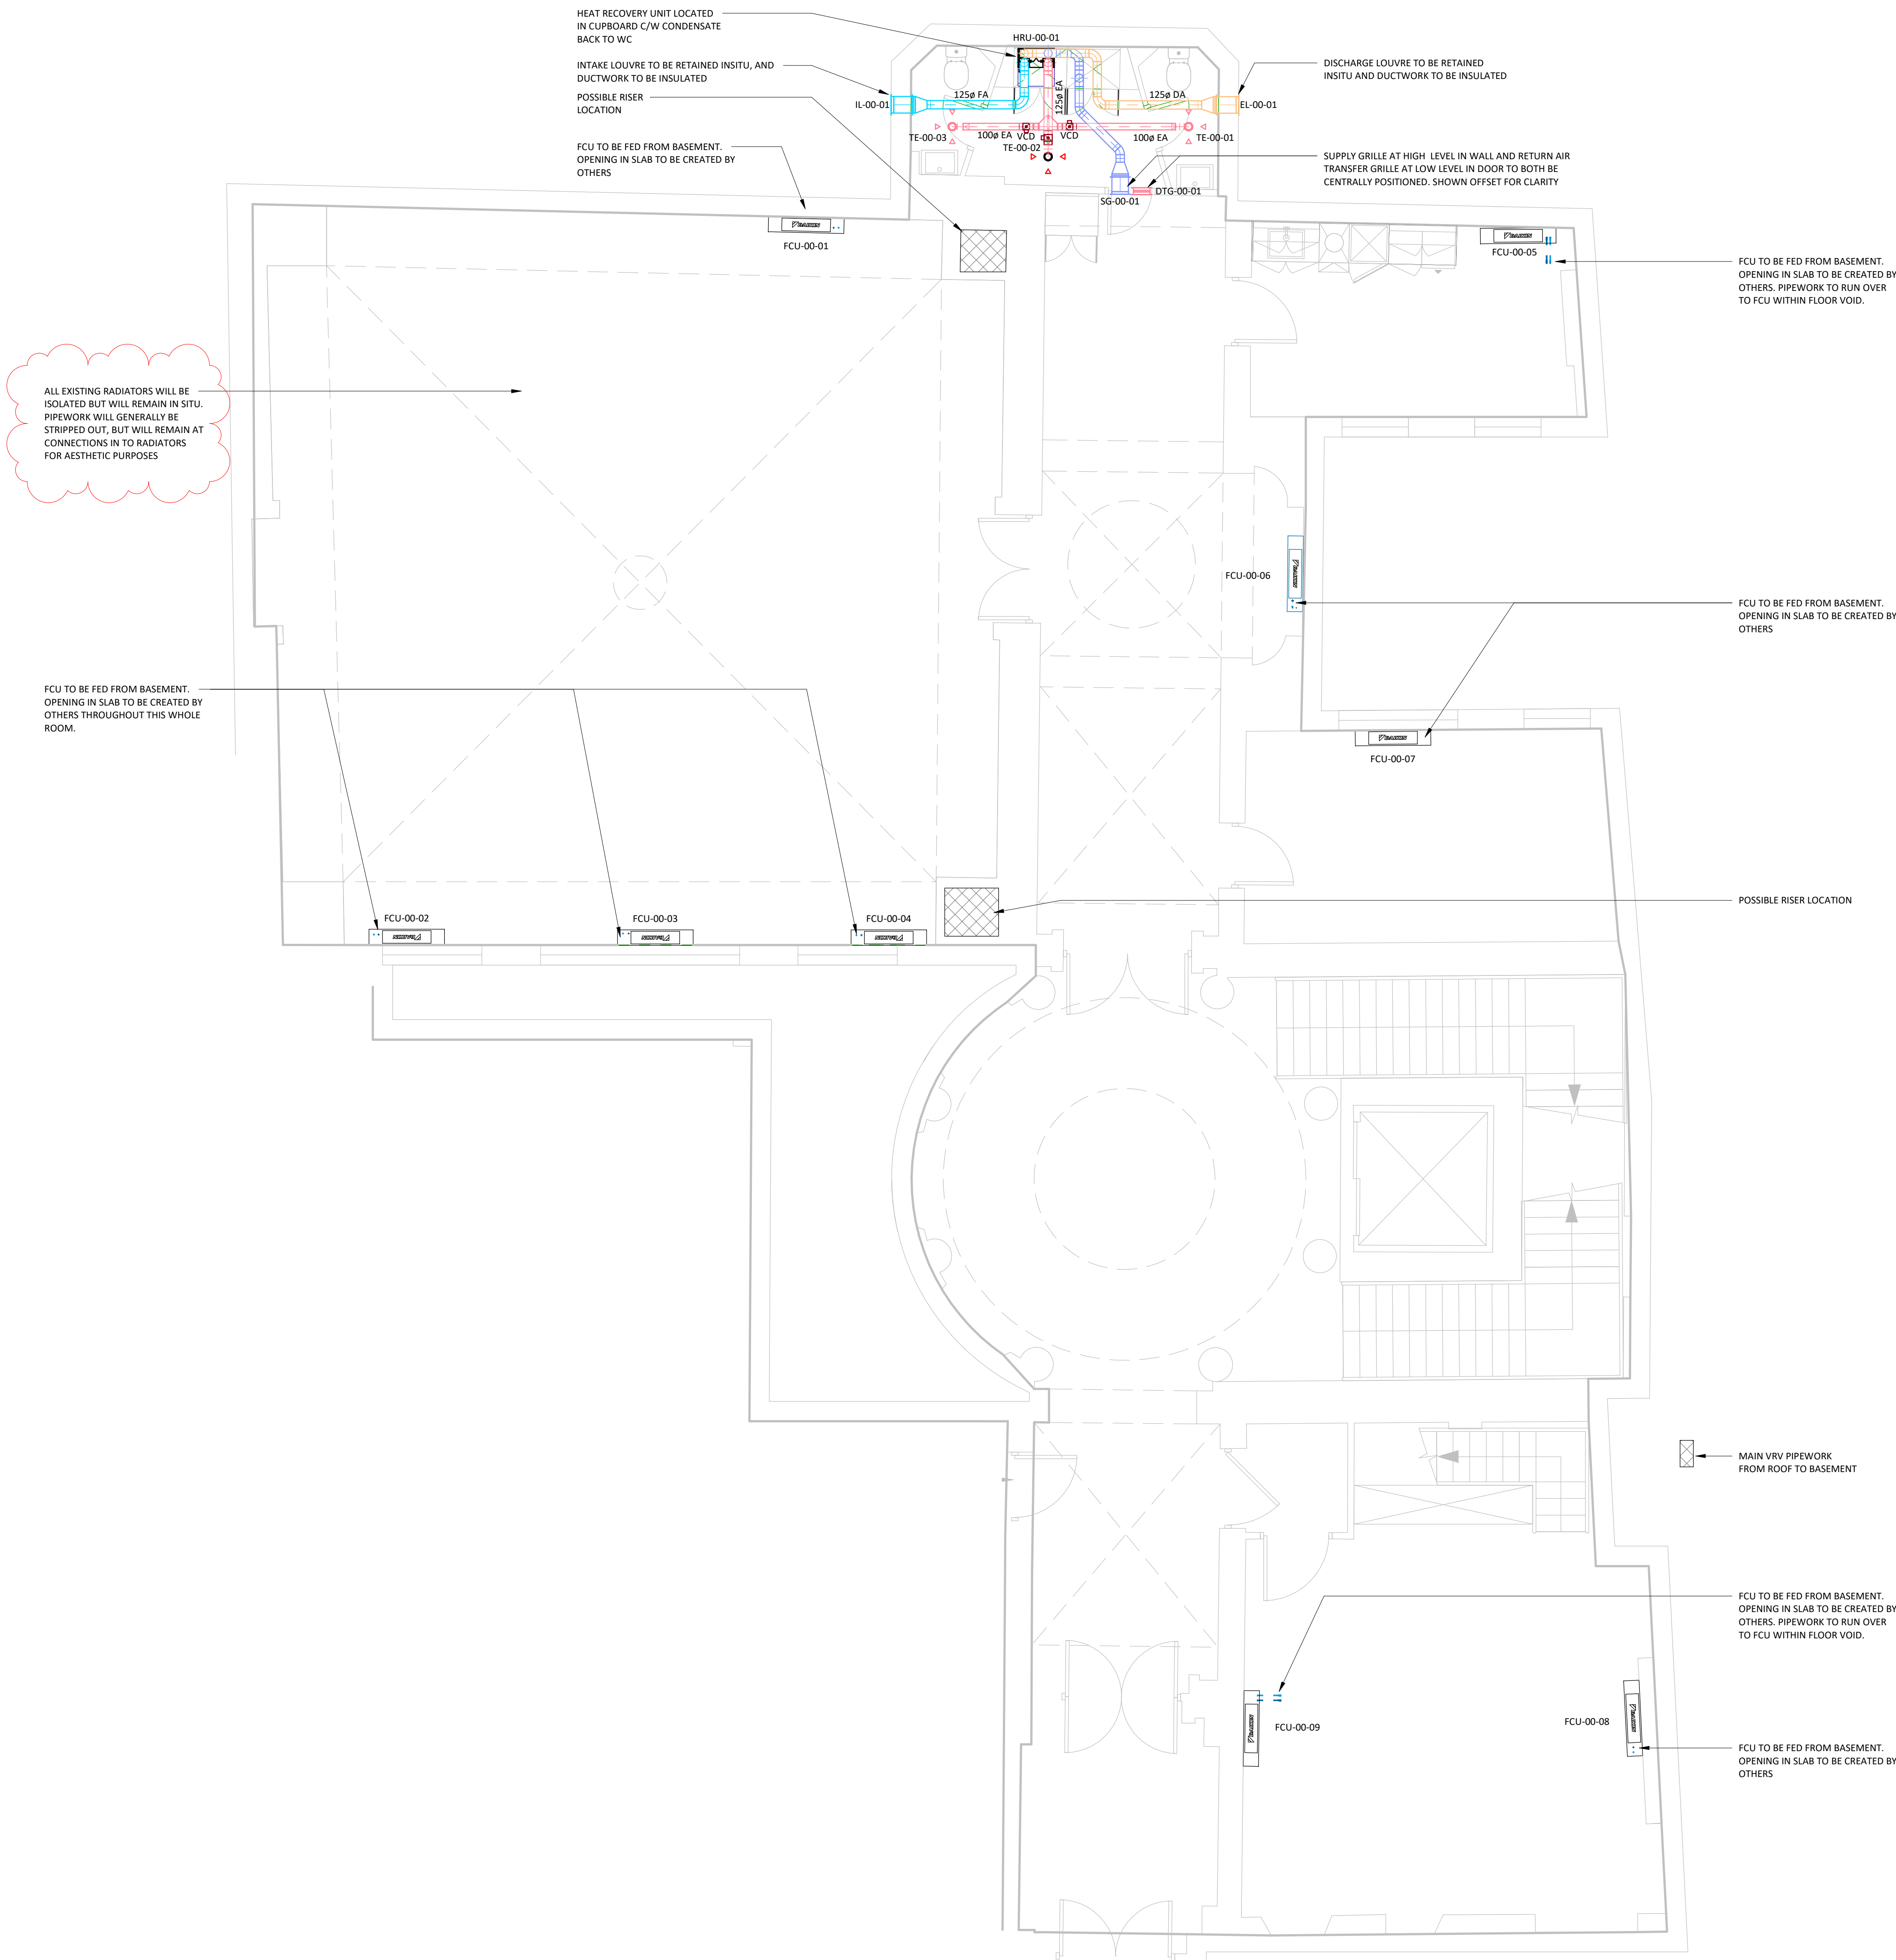 HEAT RECOVERY UNIT LOCATED
IN CUPBOARD C/W CONDENSATE
BACK TO WC
INTAKE LOUVRE TO BE RETAINED INSITU, AND
DUCTWORK TO BE INSULATED
POSSIBLE RISER
LOCATION
FCU TO BE FED FROM BASEMENT.
OPENING IN SLAB TO BE CREATED BY
OTHERS
HRU-00-01
DISCHARGE LOUVRE TO BE RETAINED
INSITU AND DUCTWORK TO BE INSULATED
IL-00-01
125ø FA
125ø EA
125ø DA
EL-00-01
TE-00-03
100ø EA
VCD
VCD
100ø EA
TE-00-01
TE-00-02
SUPPLY GRILLE AT HIGH LEVEL IN WALL AND RETURN AIR
TRANSFER GRILLE AT LOW LEVEL IN DOOR TO BOTH BE
CENTRALLY POSITIONED. SHOWN OFFSET FOR CLARITY
DTG-00-01
SG-00-01
DAIKIN
FCU-00-01
DAIKIN
FCU-00-05
FCU TO BE FED FROM BASEMENT.
OPENING IN SLAB TO BE CREATED BY
OTHERS. PIPEWORK TO RUN OVER
TO FCU WITHIN FLOOR VOID.
ALL EXISTING RADIATORS WILL BE
ISOLATED BUT WILL REMAIN IN SITU.
PIPEWORK WILL GENERALLY BE
STRIPPED OUT, BUT WILL REMAIN AT
CONNECTIONS IN TO RADIATORS
FOR AESTHETIC PURPOSES
DAIKIN
FCU-00-06
FCU TO BE FED FROM BASEMENT.
OPENING IN SLAB TO BE CREATED BY
OTHERS
FCU TO BE FED FROM BASEMENT.
OPENING IN SLAB TO BE CREATED BY
OTHERS THROUGHOUT THIS WHOLE
ROOM.
DAIKIN
FCU-00-07
POSSIBLE RISER LOCATION
FCU-00-02
FCU-00-03
FCU-00-04
DAIKIN
DAIKIN
DAIKIN
MAIN VRV PIPEWORK
FROM ROOF TO BASEMENT
FCU TO BE FED FROM BASEMENT.
OPENING IN SLAB TO BE CREATED BY
OTHERS. PIPEWORK TO RUN OVER
TO FCU WITHIN FLOOR VOID.
DAIKIN
FCU-00-09
FCU-00-08
DAIKIN
FCU TO BE FED FROM BASEMENT.
OPENING IN SLAB TO BE CREATED BY
OTHERS